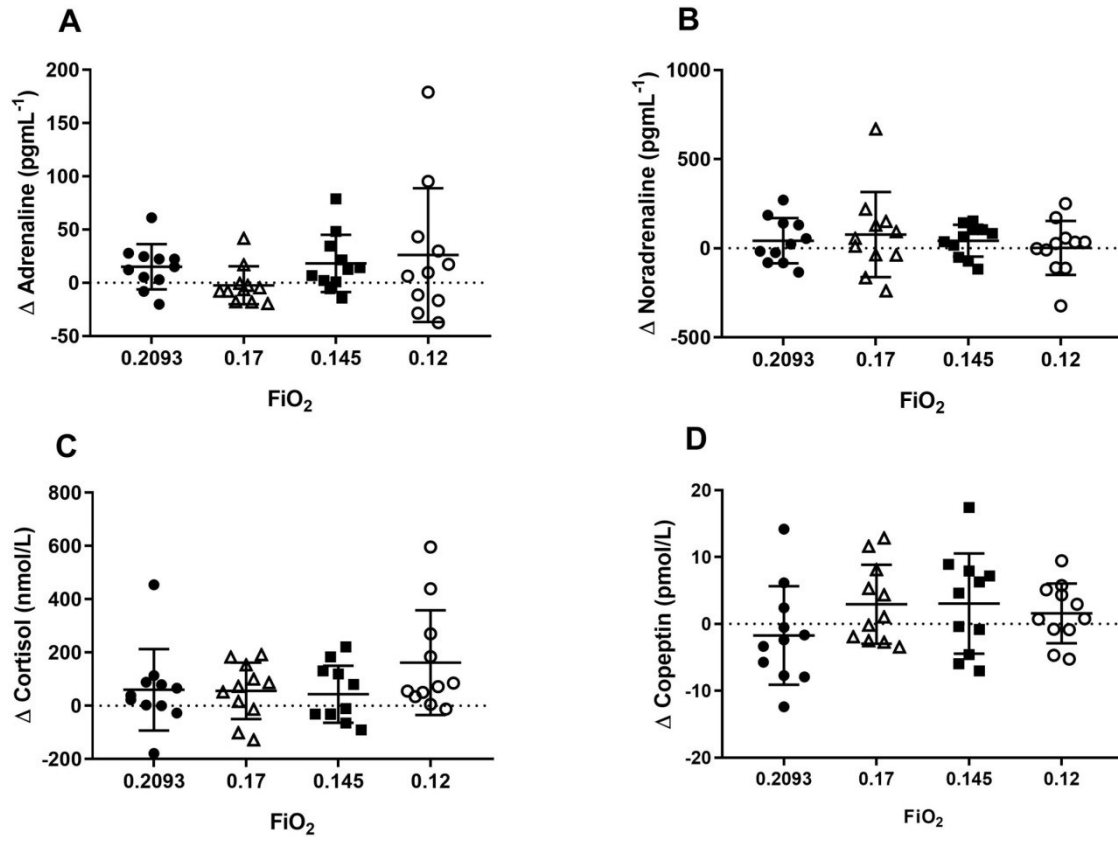 A
Δ Adrenaline (pgmL⁻¹)
200
150
100
50
0
-50
0.2093 0.17 0.145 0.12
FiO₂
B
Δ Noradrenaline (pgmL⁻¹)
1000
500
0
-500
0.2093 0.17 0.145 0.12
FiO₂
C
Δ Cortisol (nmol/L)
800
600
400
200
0
-200
0.2093 0.17 0.145 0.12
FiO₂
D
Δ Copeptin (pmol/L)
20
10
0
-10
-20
0.2093 0.17 0.145 0.12
FiO₂